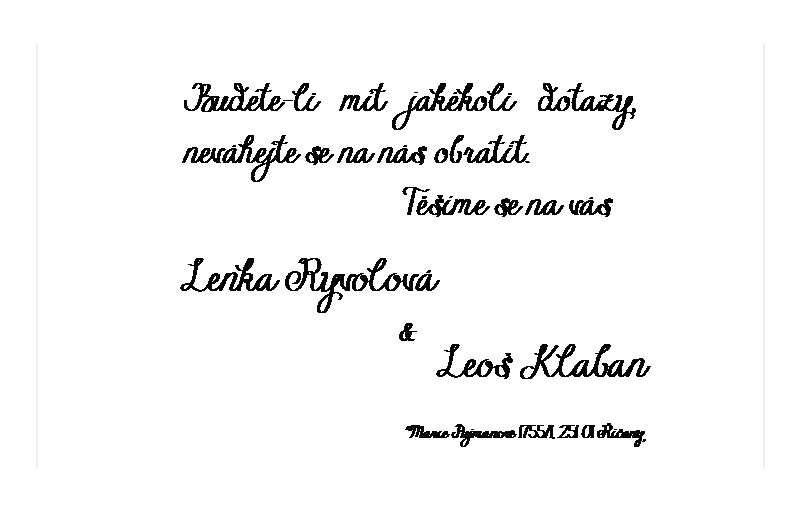 Budete-li mít jakékoli dotazy,
neváhejte se na nás obrátit.
Těšíme se na vás
Lenka Ryvolová
&
Leoš Klaban
Marie Pujmanové 1755/1, 251 01 Říčany,